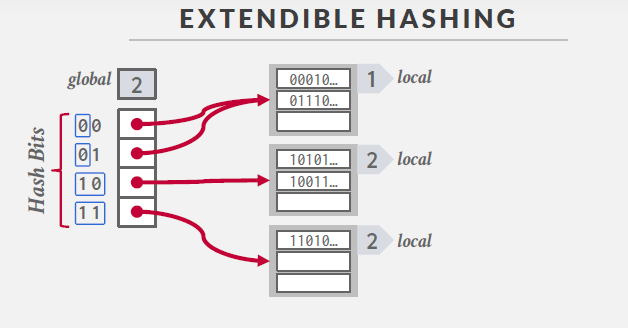 EXTENDIBLE HASHING
global 2
Hash Bits
00
01
10
11
00010…
01110…
1 local
10101…
10011…
2 local
11010…
2 local